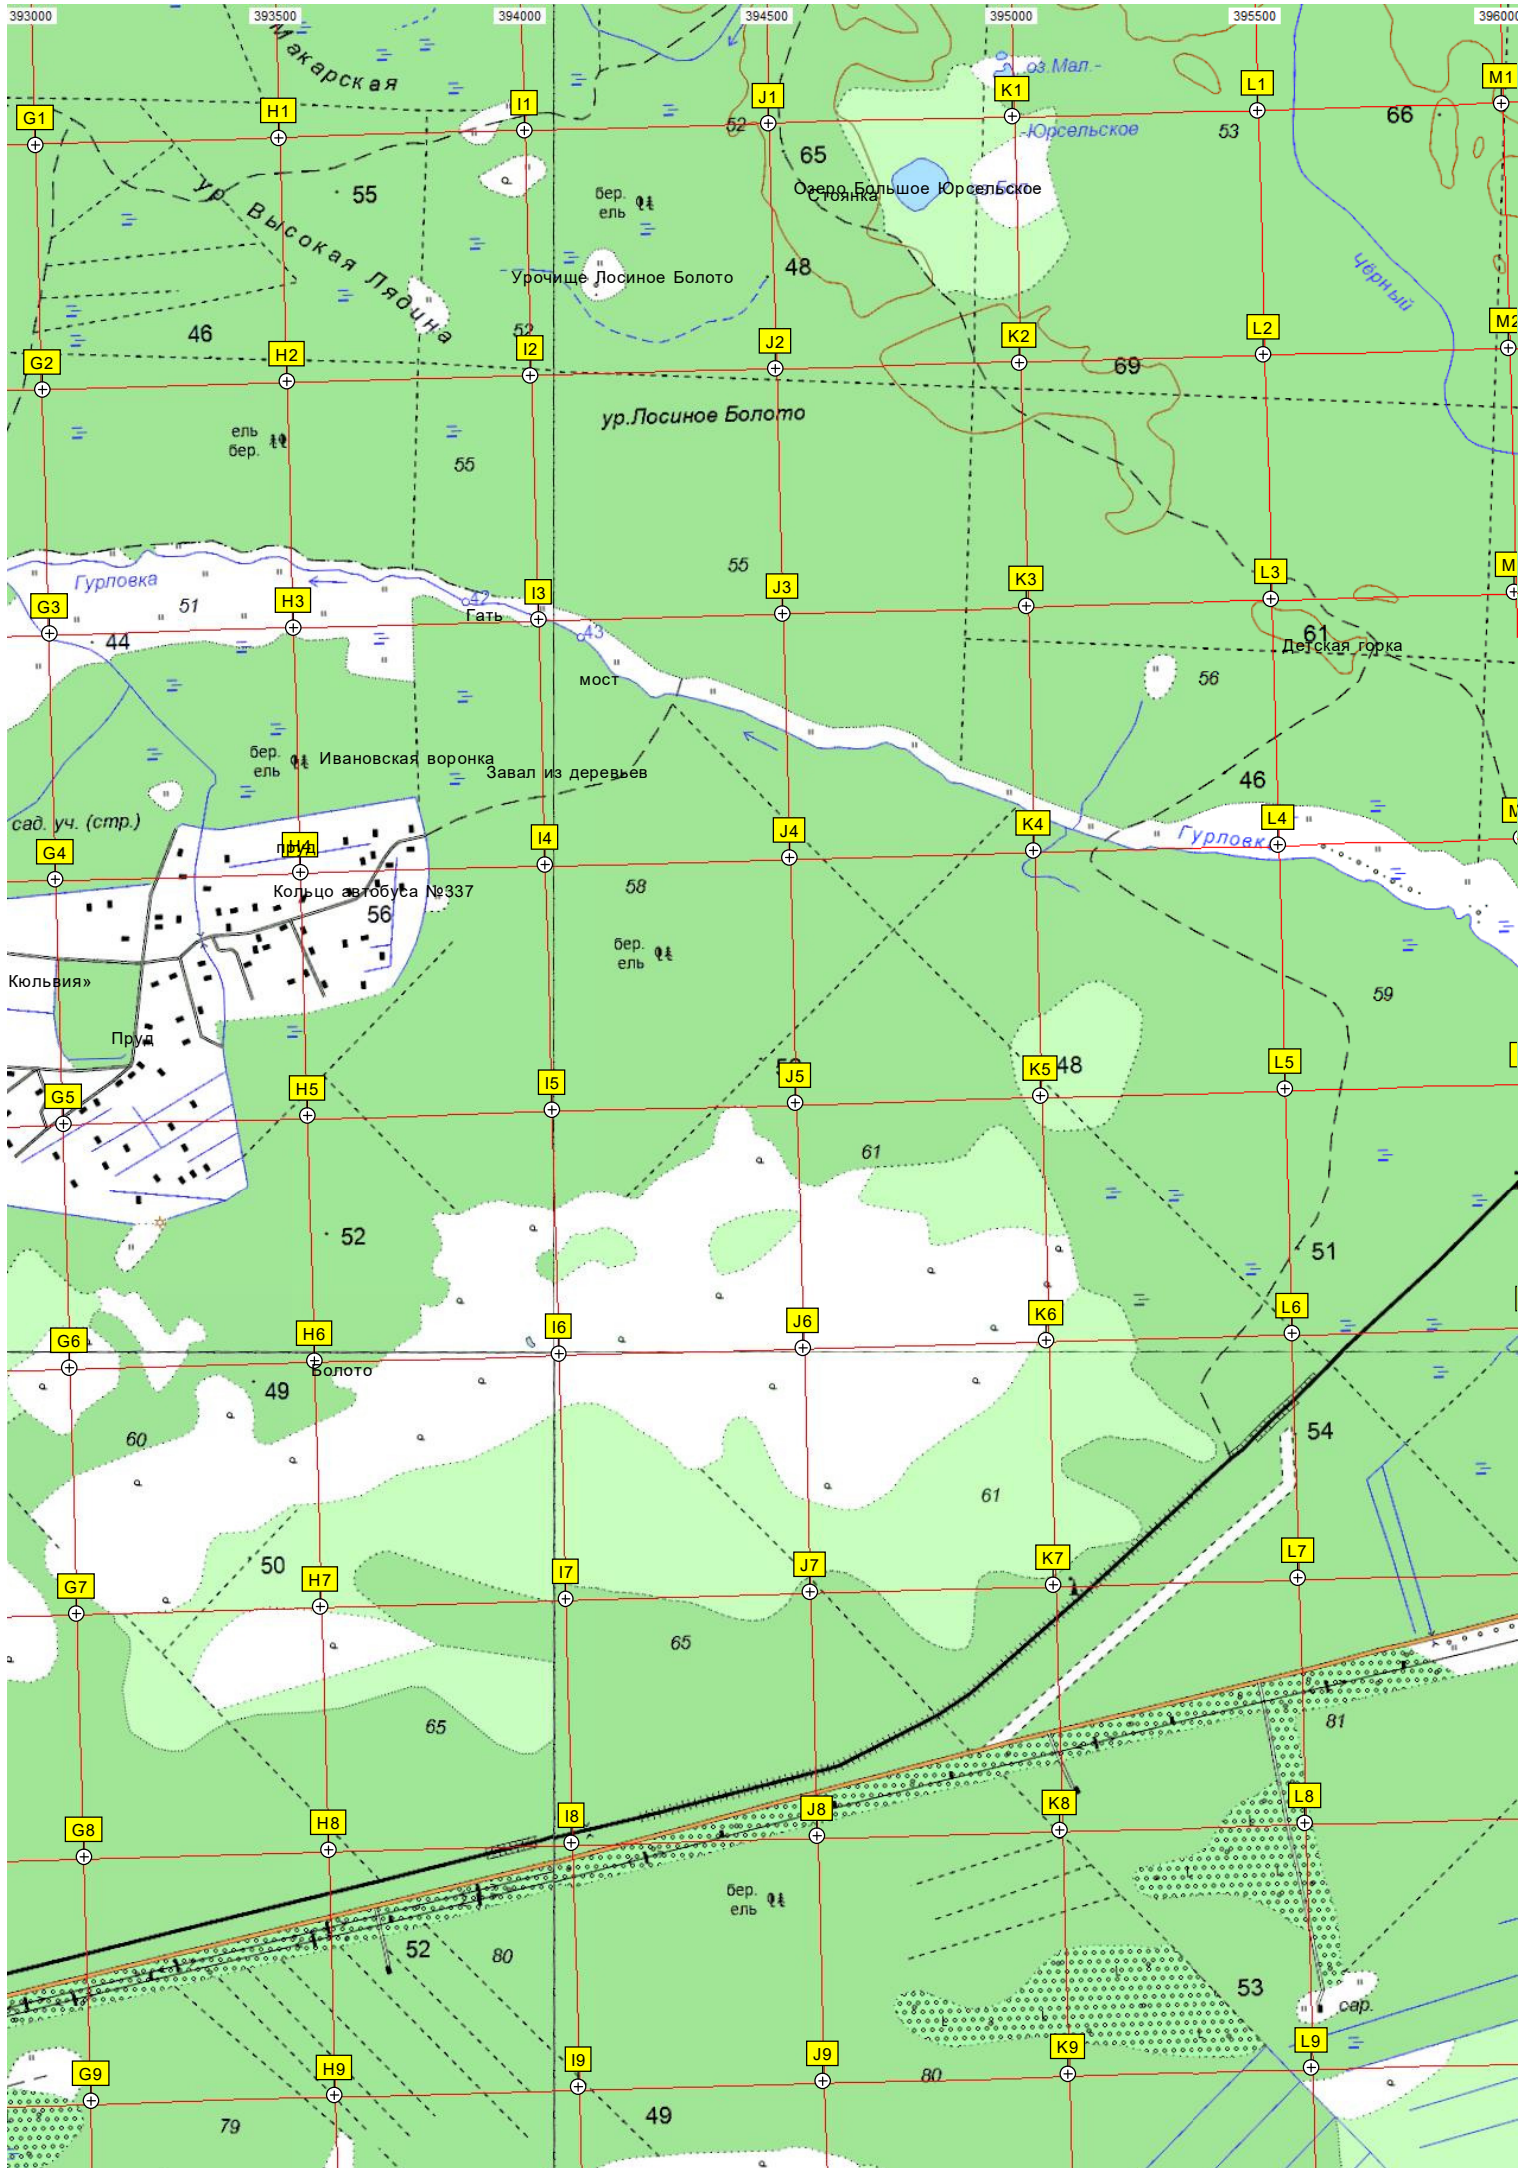 393000 393500 394000 394500 395000 395500 39600
Макарская
оз.Мал.-
G1 H1 I1 J1 K1 L1 M1
52
-Юрсельское
53
66
65
55
ур. Высокая Лядина
бер.
ель
Озеро Большое Юрсельское
Стоянка
48
Урочище Лосиное Болото
Чёрный
46
52
G2 H2 I2 J2 K2 L2 M2
69
ур.Лосиное Болото
ель
бер.
55
55
Гурловка
51
42
Гать
43
G3 H3 I3 J3 K3 L3 M
44
61
Детская горка
мост
56
бер.
ель
Ивановская воронка
Завал из деревьев
46
сад. уч. (стр.)
Гурловк
G4 H4 I4 J4 K4 L4 M
пруд
Кольцо автобуса №337
56
58
бер.
ель
Кюльвия»
59
Пруд
48
G5 H5 I5 J5 K5 L5
61
52
51
G6 H6 I6 J6 K6 L6
Болото
49
60
54
61
50
G7 H7 I7 J7 K7 L7
65
65
81
G8 H8 I8 J8 K8 L8
бер.
ель
52
80
53
сар.
G9 H9 I9 J9 K9 L9
80
79
49